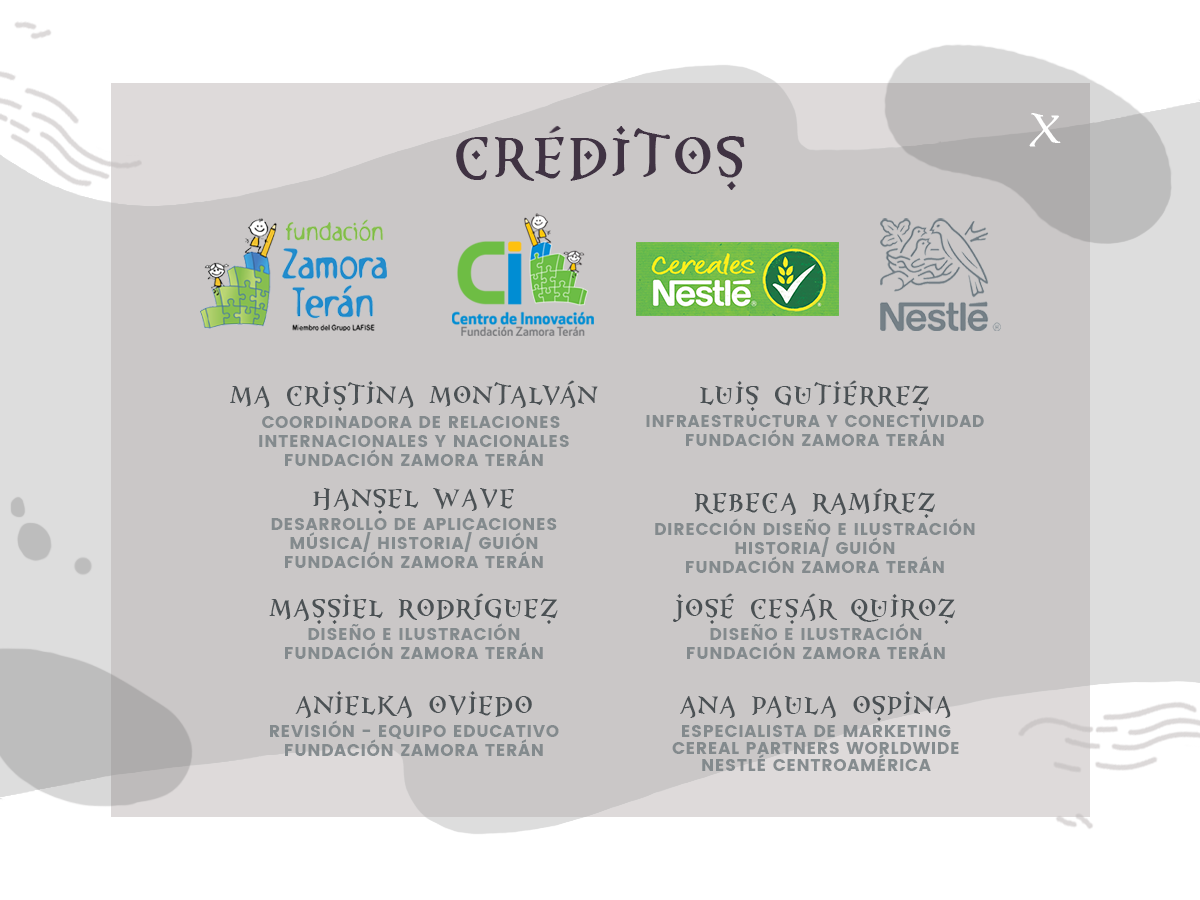 CRÉDITOS
X
fundación
Zamora
Terán
Miembro del Grupo LAFISE
Ci
Centro de Innovación
Fundación Zamora Terán
Cereales
Nestlé®
Nestlé®
MA CRISTINA MONTALVÁN
COORDINADORA DE RELACIONES
INTERNACIONALES Y NACIONALES
FUNDACIÓN ZAMORA TERÁN
LUIS GUTIÉRREZ
INFRAESTRUCTURA Y CONECTIVIDAD
FUNDACIÓN ZAMORA TERÁN
HANSEL WAVE
DESARROLLO DE APLICACIONES
MÚSICA/ HISTORIA/ GUIÓN
FUNDACIÓN ZAMORA TERÁN
REBECA RAMÍREZ
DIRECCIÓN DISEÑO E ILUSTRACIÓN
HISTORIA/ GUIÓN
FUNDACIÓN ZAMORA TERÁN
MASSIEL RODRÍGUEZ
DISEÑO E ILUSTRACIÓN
FUNDACIÓN ZAMORA TERÁN
JOSÉ CESÁR QUIROZ
DISEÑO E ILUSTRACIÓN
FUNDACIÓN ZAMORA TERÁN
ANIELKA OVIEDO
REVISIÓN - EQUIPO EDUCATIVO
FUNDACIÓN ZAMORA TERÁN
ANA PAULA OSPINA
ESPECIALISTA DE MARKETING
CEREAL PARTNERS WORLDWIDE
NESTLÉ CENTROAMÉRICA